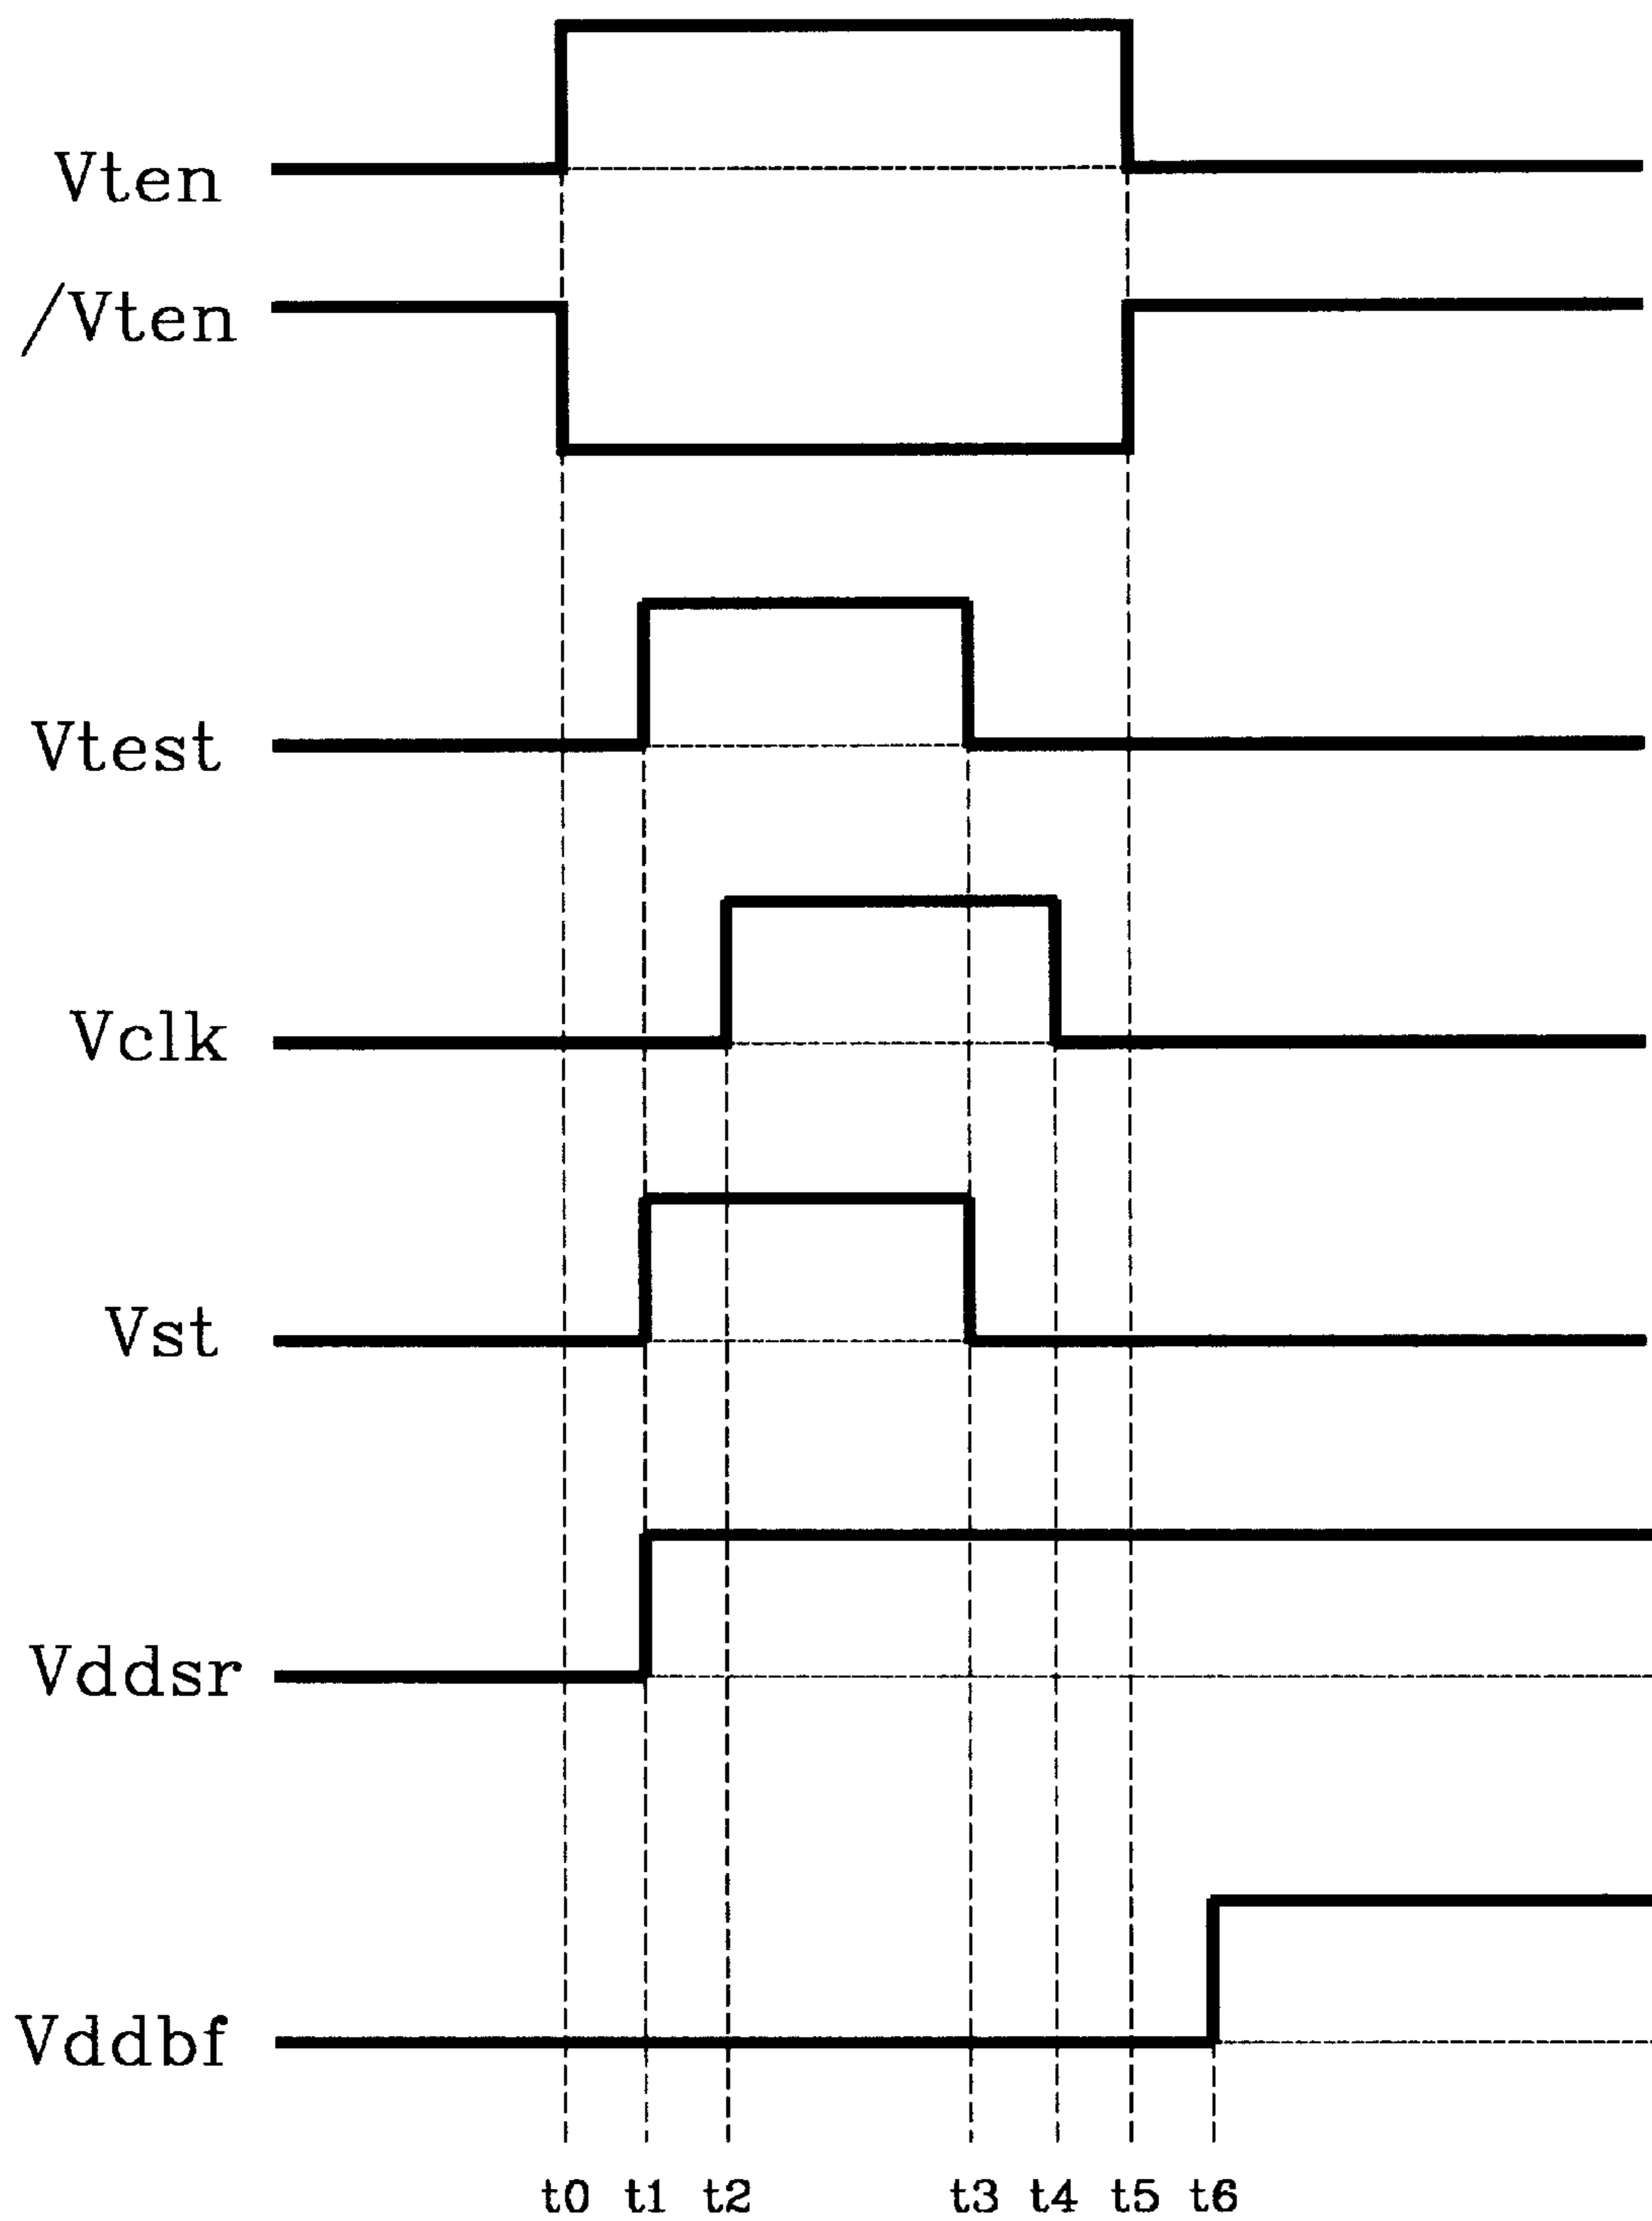 Vten
/Vten
Vtest
Vclk
Vst
Vddsr
Vddbf
t0 t1 t2 t3 t4 t5 t6